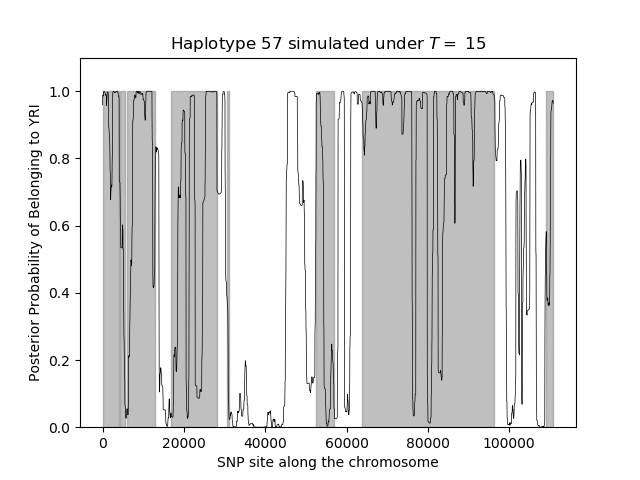 Haplotype 57 simulated under T = 15
Posterior Probability of Belonging to YRI
1.0
0.8
0.6
0.4
0.2
0.0
0 20000 40000 60000 80000 100000
SNP site along the chromosome